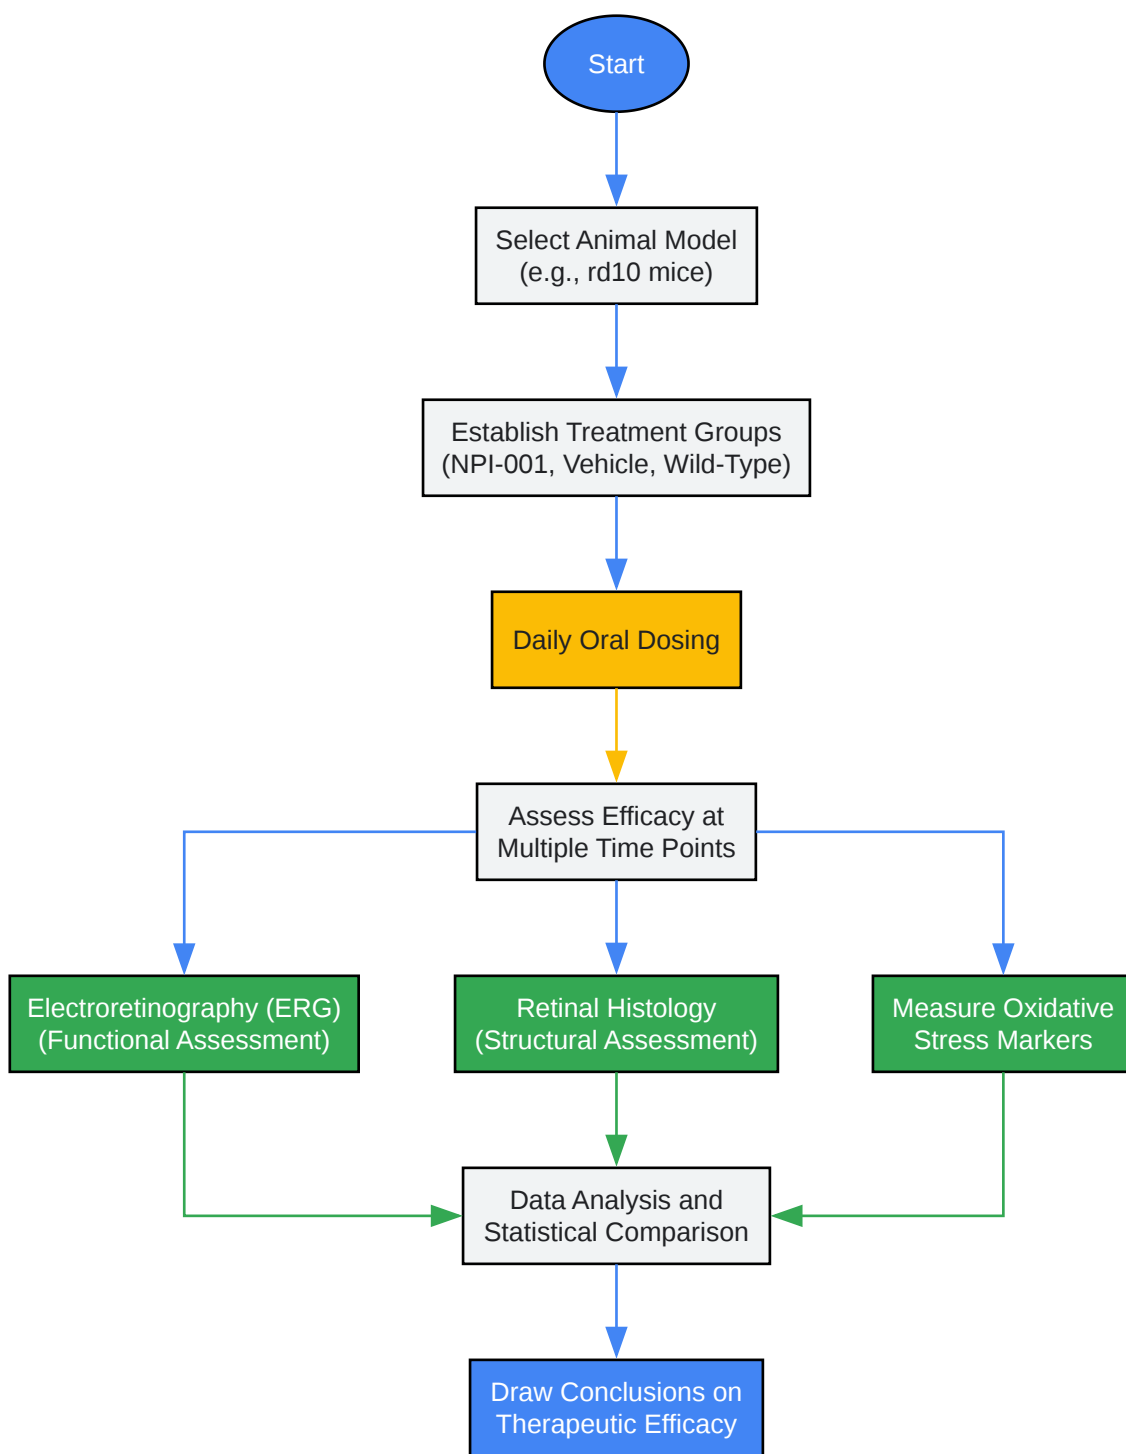 Start
Select Animal Model
(e.g., rd10 mice)
Establish Treatment Groups
(NPI-001, Vehicle, Wild-Type)
Daily Oral Dosing
Assess Efficacy at
Multiple Time Points
Electroretinography (ERG)
(Functional Assessment)
Retinal Histology
(Structural Assessment)
Measure Oxidative
Stress Markers
Data Analysis and
Statistical Comparison
Draw Conclusions on
Therapeutic Efficacy